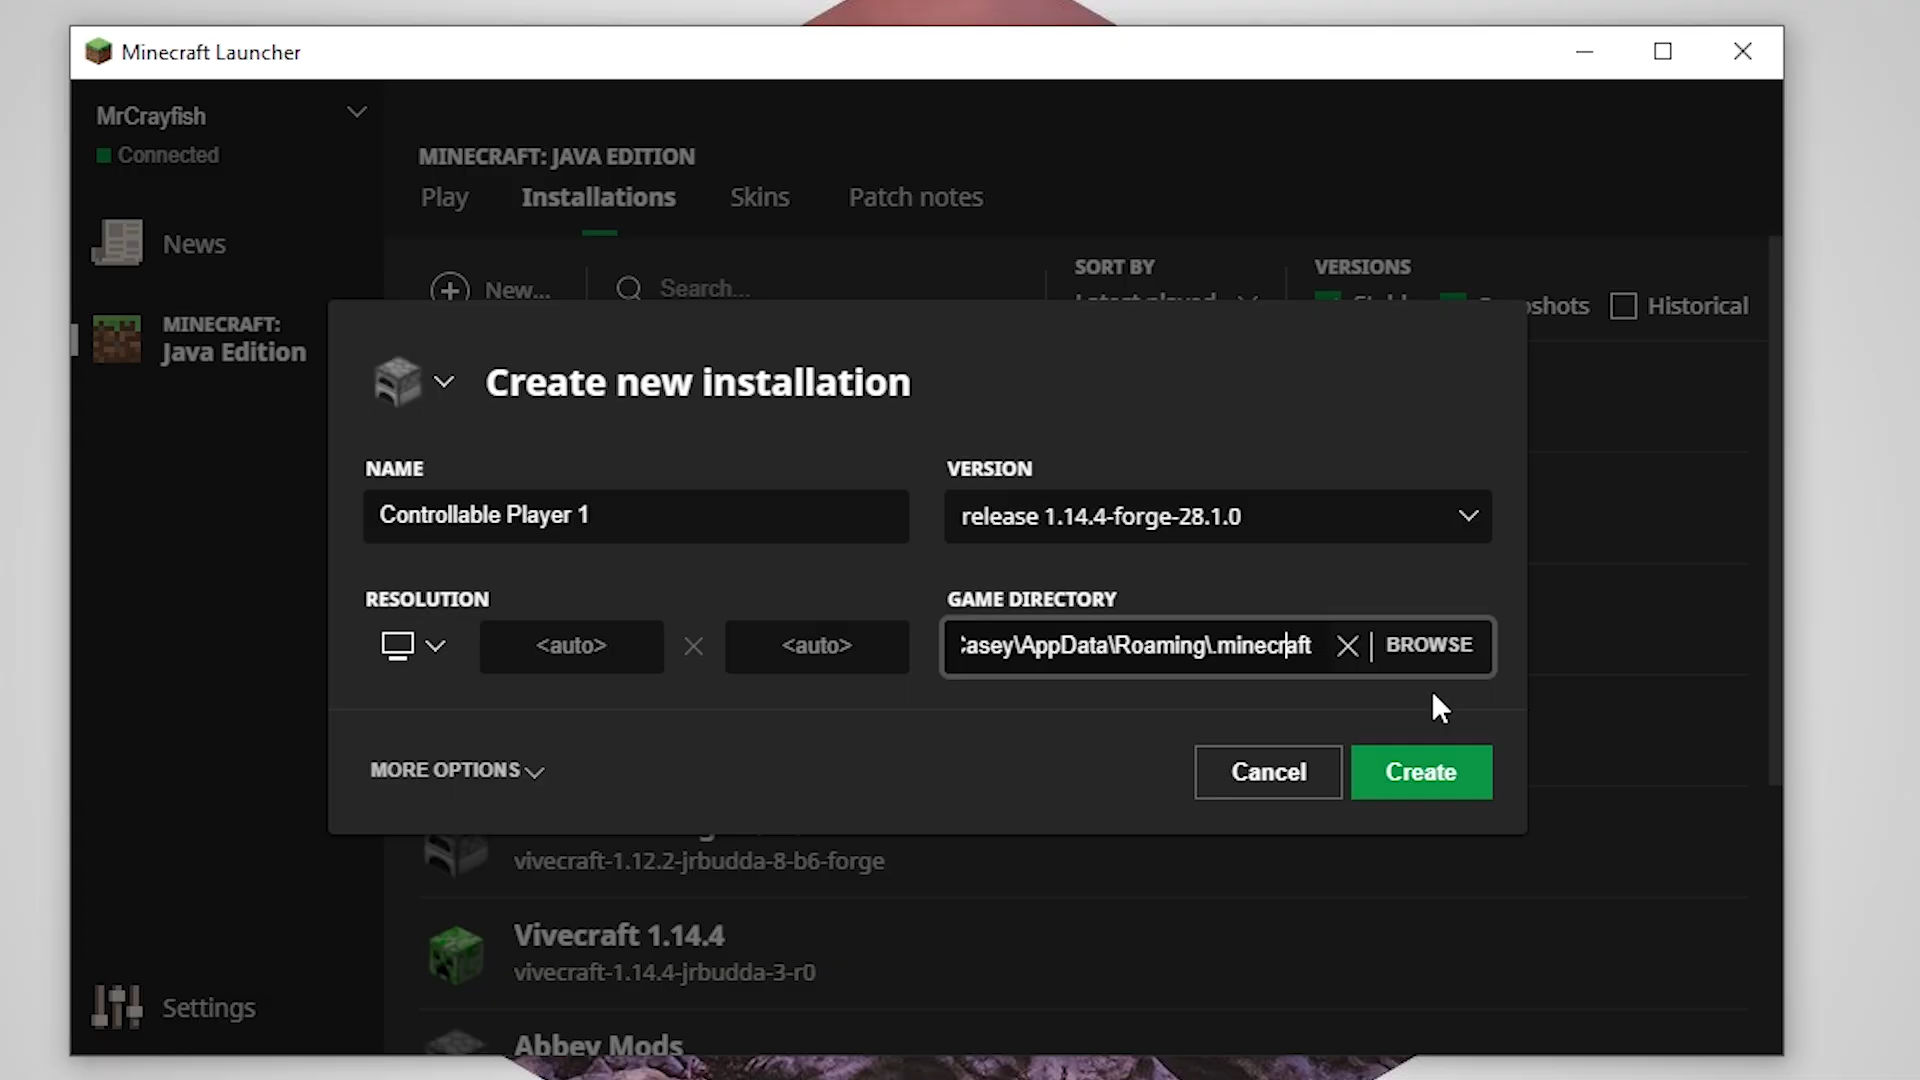 Minecraft Launcher
MrCrayfish
Connected
MINECRAFT: JAVA EDITION
Play Installations Skins Patch notes
News
SORT BY
VERSIONS
New...
Search...
Historical
MINECRAFT:
Java Edition
Create new installation
NAME
VERSION
Controllable Player 1
release 1.14.4-forge-28.1.0
RESOLUTION
GAME DIRECTORY
<auto>
<auto>
asey\AppData\Roaming\.minecraft
BROWSE
MORE OPTIONS
Cancel
Create
vivecraft-1.12.2-jrbudda-8-b6-forge
Vivecraft 1.14.4
vivecraft-1.14.4-jrbudda-3-r0
Settings
Abbey Mods